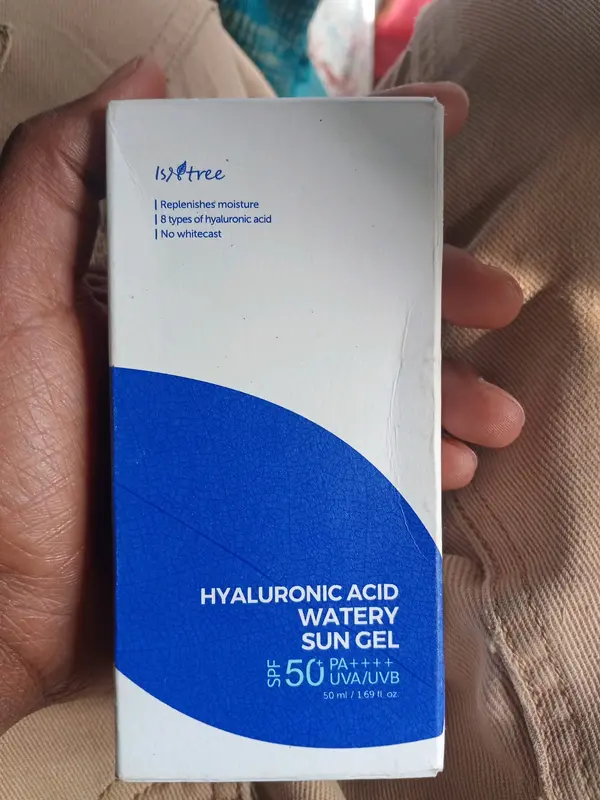 Isntree
| Replenishes moisture
| 8 types of hyaluronic acid
| No whitecast
HYALURONIC ACID
WATERY
SUN GEL
SPF 50+ PA++++
UVA/UVB
50 ml / 1.69 fl. oz.